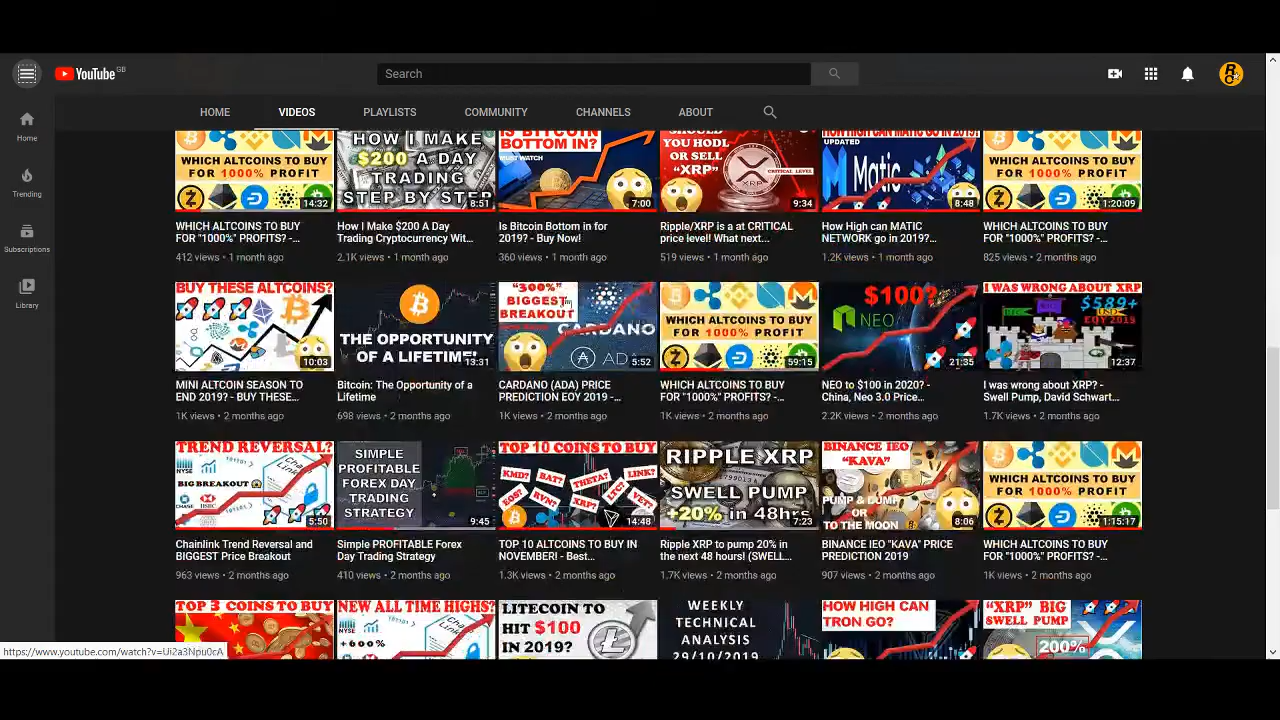 YouTube GB
Search
HOME VIDEOS PLAYLISTS COMMUNITY CHANNELS ABOUT
Home
Trending
Subscriptions
Library
WHICH ALTCOINS TO BUY
FOR 1000% PROFIT
14:32
WHICH ALTCOINS TO BUY
FOR "1000%" PROFITS? -...
412 views • 1 month ago
HOW I MAKE
$200 A DAY
TRADING
STEP BY
8:51
How I Make $200 A Day
Trading Cryptocurrency Wit...
2.1K views • 1 month ago
IS BITCOIN
BOTTOM IN?
MUST WATCH
7:00
Is Bitcoin Bottom in for
2019? - Buy Now!
360 views • 1 month ago
SHOULD
YOU HODL
OR SELL
"XRP"
CRITICAL LEVEL
XRP
9:34
Ripple/XRP is a at CRITICAL
price level! What next...
519 views • 1 month ago
HOW HIGH CAN MATIC GO IN 2019?
UPDATED
Matic
8:48
How High can MATIC
NETWORK go in 2019?...
1.2K views • 1 month ago
WHICH ALTCOINS TO BUY
FOR 1000% PROFIT
1:20:09
WHICH ALTCOINS TO BUY
FOR "1000%" PROFITS? -...
825 views • 2 months ago
BUY THESE ALTCOINS?
10:03
MINI ALTCOIN SEASON TO
END 2019? - BUY THESE...
1K views • 2 months ago
THE OPPORTUNITY
OF A LIFETIME!
13:31
Bitcoin: The Opportunity of a
Lifetime
698 views • 2 months ago
"300%"
BIGGEST
BREAKOUT
CARDANO
ADA
5:52
CARDANO (ADA) PRICE
PREDICTION EOY 2019 -...
1K views • 2 months ago
WHICH ALTCOINS TO BUY
FOR 1000% PROFIT
59:15
WHICH ALTCOINS TO BUY
FOR "1000%" PROFITS? -...
1K views • 2 months ago
$100?
NEO
21:35
NEO to $100 in 2020? -
China, Neo 3.0 Price...
2.2K views • 2 months ago
I WAS WRONG ABOUT XRP
$589+
EOY 2019
12:37
I was wrong about XRP? -
Swell Pump, David Schwart...
1.7K views • 2 months ago
TREND REVERSAL?
BIG BREAKOUT
5:50
Chainlink Trend Reversal and
BIGGEST Price Breakout
963 views • 2 months ago
SIMPLE
PROFITABLE
FOREX DAY
TRADING
STRATEGY
9:45
Simple PROFITABLE Forex
Day Trading Strategy
410 views • 2 months ago
TOP 10 COINS TO BUY
KMD? BAT? THETA? LINK?
EOS? RVN? XRP? LTC? VET?
14:48
TOP 10 ALTCOINS TO BUY IN
NOVEMBER! - Best...
1.3K views • 2 months ago
RIPPLE XRP
SWELL PUMP
+20% in 48hrs
7:23
Ripple XRP to pump 20% in
the next 48 hours! (SWELL...
1.7K views • 2 months ago
BINANCE IEO
"KAVA"
PUMP & DUMP
OR
TO THE MOON
8:06
BINANCE IEO "KAVA" PRICE
PREDICTION 2019
907 views • 2 months ago
WHICH ALTCOINS TO BUY
FOR 1000% PROFIT
1:15:17
WHICH ALTCOINS TO BUY
FOR "1000%" PROFITS? -...
1K views • 2 months ago
TOP 3 COINS TO BUY
NEW ALL TIME HIGHS?
NYSE
+600%
LITECOIN TO
HIT $100
IN 2019?
WEEKLY
TECHNICAL
ANALYSIS
29/10/2019
HOW HIGH CAN
TRON GO?
"XRP" BIG
SWELL PUMP
200%
https://www.youtube.com/watch?v=Ui2a3Npu0cA